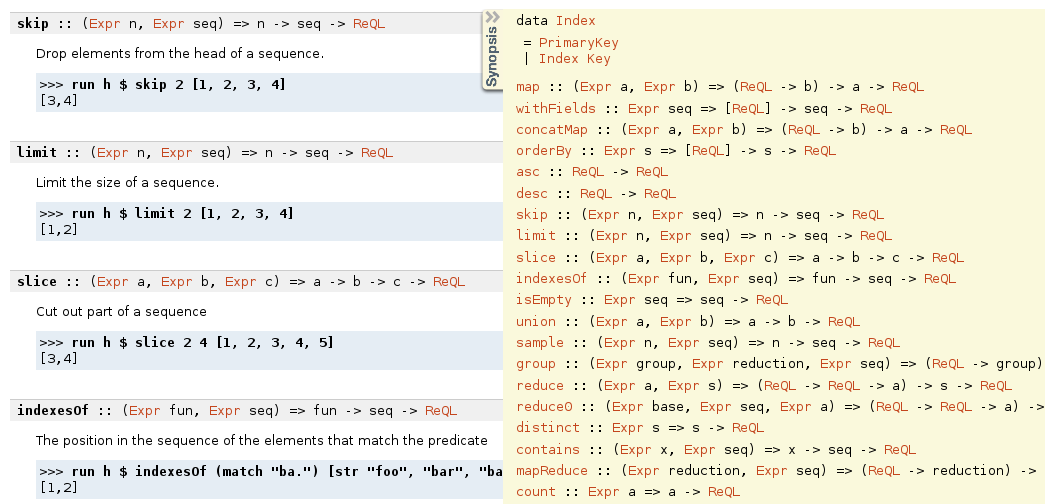 skip :: (Expr n, Expr seq) => n -> seq -> ReQL
Drop elements from the head of a sequence.
>>> run h $ skip 2 [1, 2, 3, 4]
[3,4]
limit :: (Expr n, Expr seq) => n -> seq -> ReQL
Limit the size of a sequence.
>>> run h $ limit 2 [1, 2, 3, 4]
[1,2]
slice :: (Expr a, Expr b, Expr c) => a -> b -> c -> ReQL
Cut out part of a sequence
>>> run h $ slice 2 4 [1, 2, 3, 4, 5]
[3,4]
indexesOf :: (Expr fun, Expr seq) => fun -> seq -> ReQL
The position in the sequence of the elements that match the predicate
>>> run h $ indexesOf (match "ba.") [str "foo", "bar", "ba
[1,2]
Synopsis
data Index
= PrimaryKey
| Index Key
map :: (Expr a, Expr b) => (ReQL -> b) -> a -> ReQL
withFields :: Expr seq => [ReQL] -> seq -> ReQL
concatMap :: (Expr a, Expr b) => (ReQL -> b) -> a -> ReQL
orderBy :: Expr s => [ReQL] -> s -> ReQL
asc :: ReQL -> ReQL
desc :: ReQL -> ReQL
skip :: (Expr n, Expr seq) => n -> seq -> ReQL
limit :: (Expr n, Expr seq) => n -> seq -> ReQL
slice :: (Expr a, Expr b, Expr c) => a -> b -> c -> ReQL
indexesOf :: (Expr fun, Expr seq) => fun -> seq -> ReQL
isEmpty :: Expr seq => seq -> ReQL
union :: (Expr a, Expr b) => a -> b -> ReQL
sample :: (Expr n, Expr seq) => n -> seq -> ReQL
group :: (Expr group, Expr reduction, Expr seq) => (ReQL -> group)
reduce :: (Expr a, Expr s) => (ReQL -> ReQL -> a) -> s -> ReQL
reduce0 :: (Expr base, Expr seq, Expr a) => (ReQL -> ReQL -> a) ->
distinct :: Expr s => s -> ReQL
contains :: (Expr x, Expr seq) => x -> seq -> ReQL
mapReduce :: (Expr reduction, Expr seq) => (ReQL -> reduction) ->
count :: Expr a => a -> ReQL